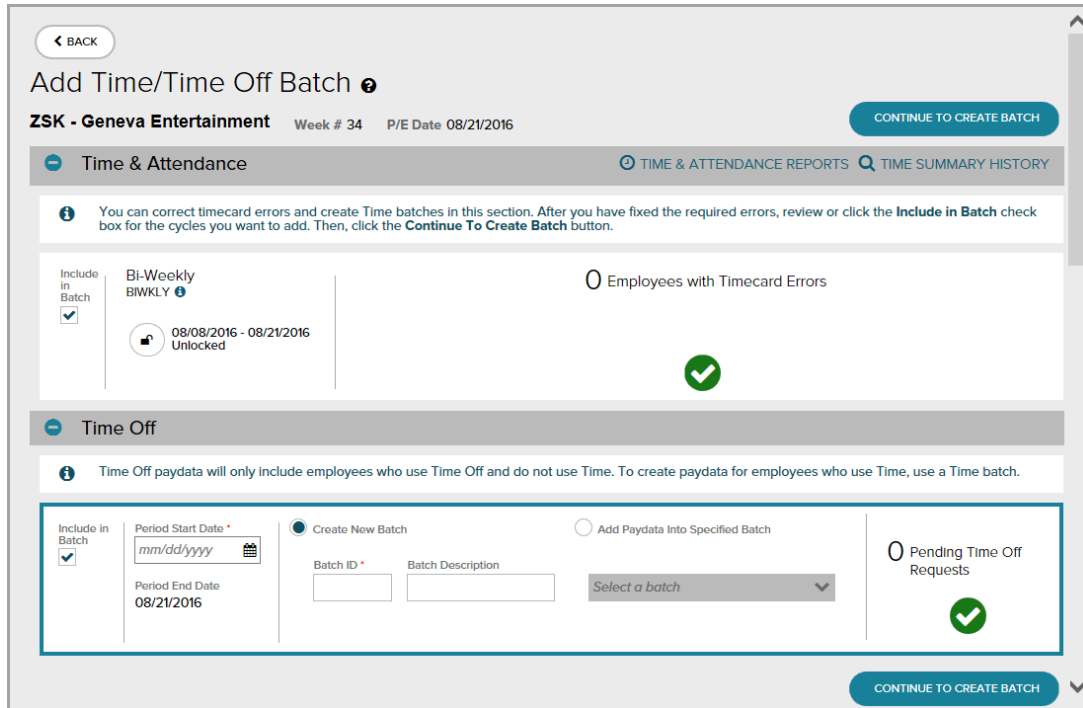 BACK
Add Time/Time Off Batch ?
ZSK - Geneva Entertainment Week # 34 P/E Date 08/21/2016
CONTINUE TO CREATE BATCH
Time & Attendance
TIME & ATTENDANCE REPORTS TIME SUMMARY HISTORY
You can correct timecard errors and create Time batches in this section. After you have fixed the required errors, review or click the Include in Batch check
box for the cycles you want to add. Then, click the Continue To Create Batch button.
Include
in
Batch
Bi-Weekly
BIWKLY
08/08/2016 - 08/21/2016
Unlocked
0 Employees with Timecard Errors
Time Off
Time Off paydata will only include employees who use Time Off and do not use Time. To create paydata for employees who use Time, use a Time batch.
Include in
Batch
Period Start Date *
mm/dd/yyyy
Period End Date
08/21/2016
Create New Batch
Batch ID * Batch Description
Add Paydata Into Specified Batch
Select a batch
0 Pending Time Off
Requests
CONTINUE TO CREATE BATCH